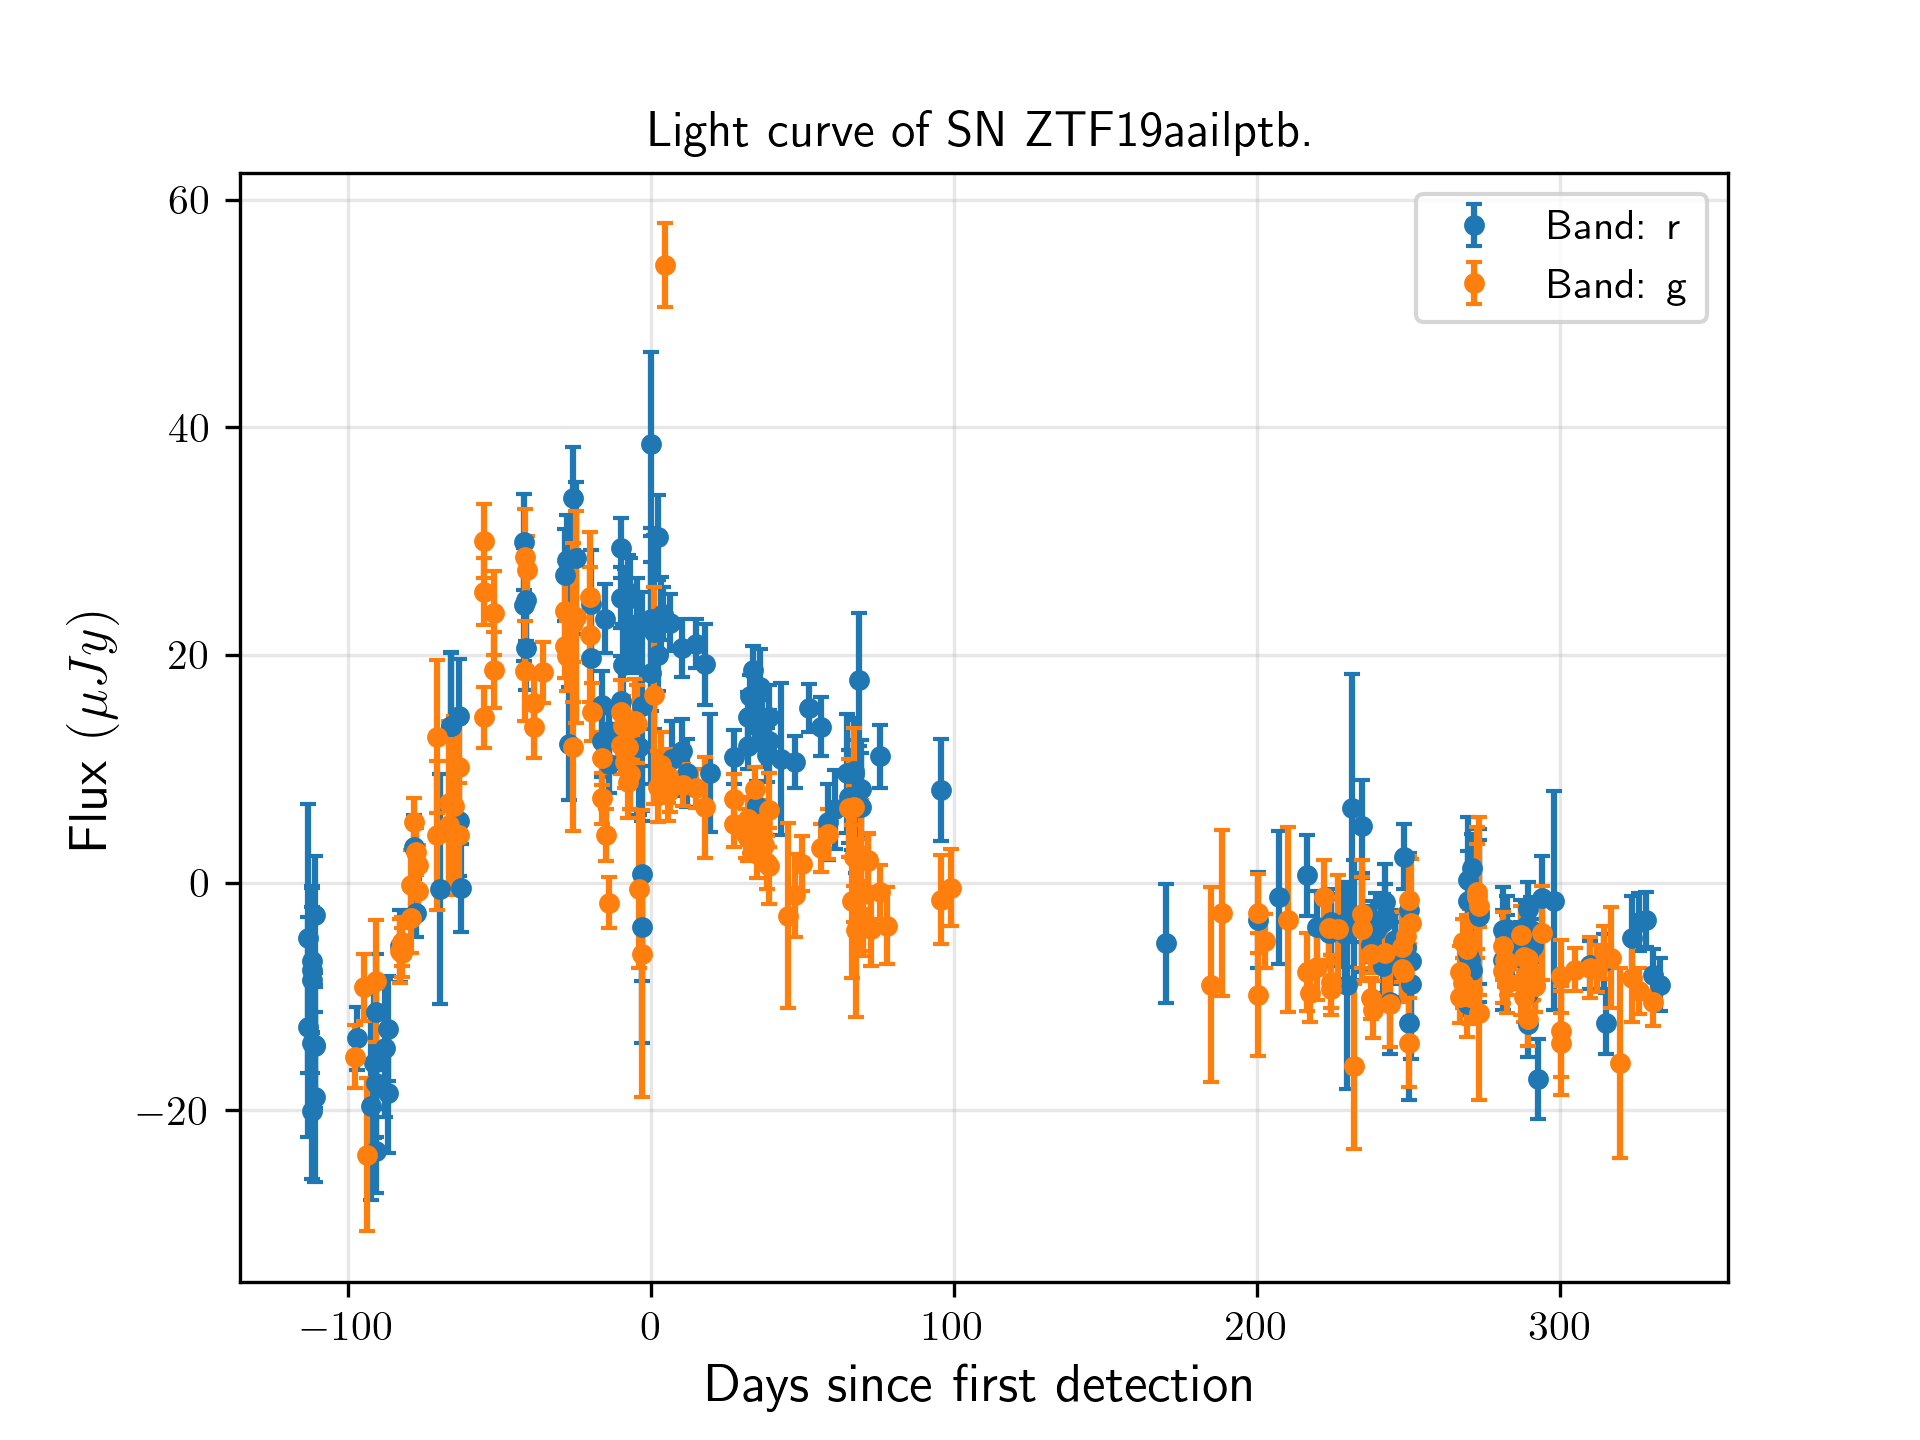 Light curve of SN ZTF19aailptb.
60
40
20
0
−20
Flux (μJy)
Band: r
Band: g
−100
0
100
200
300
Days since first detection